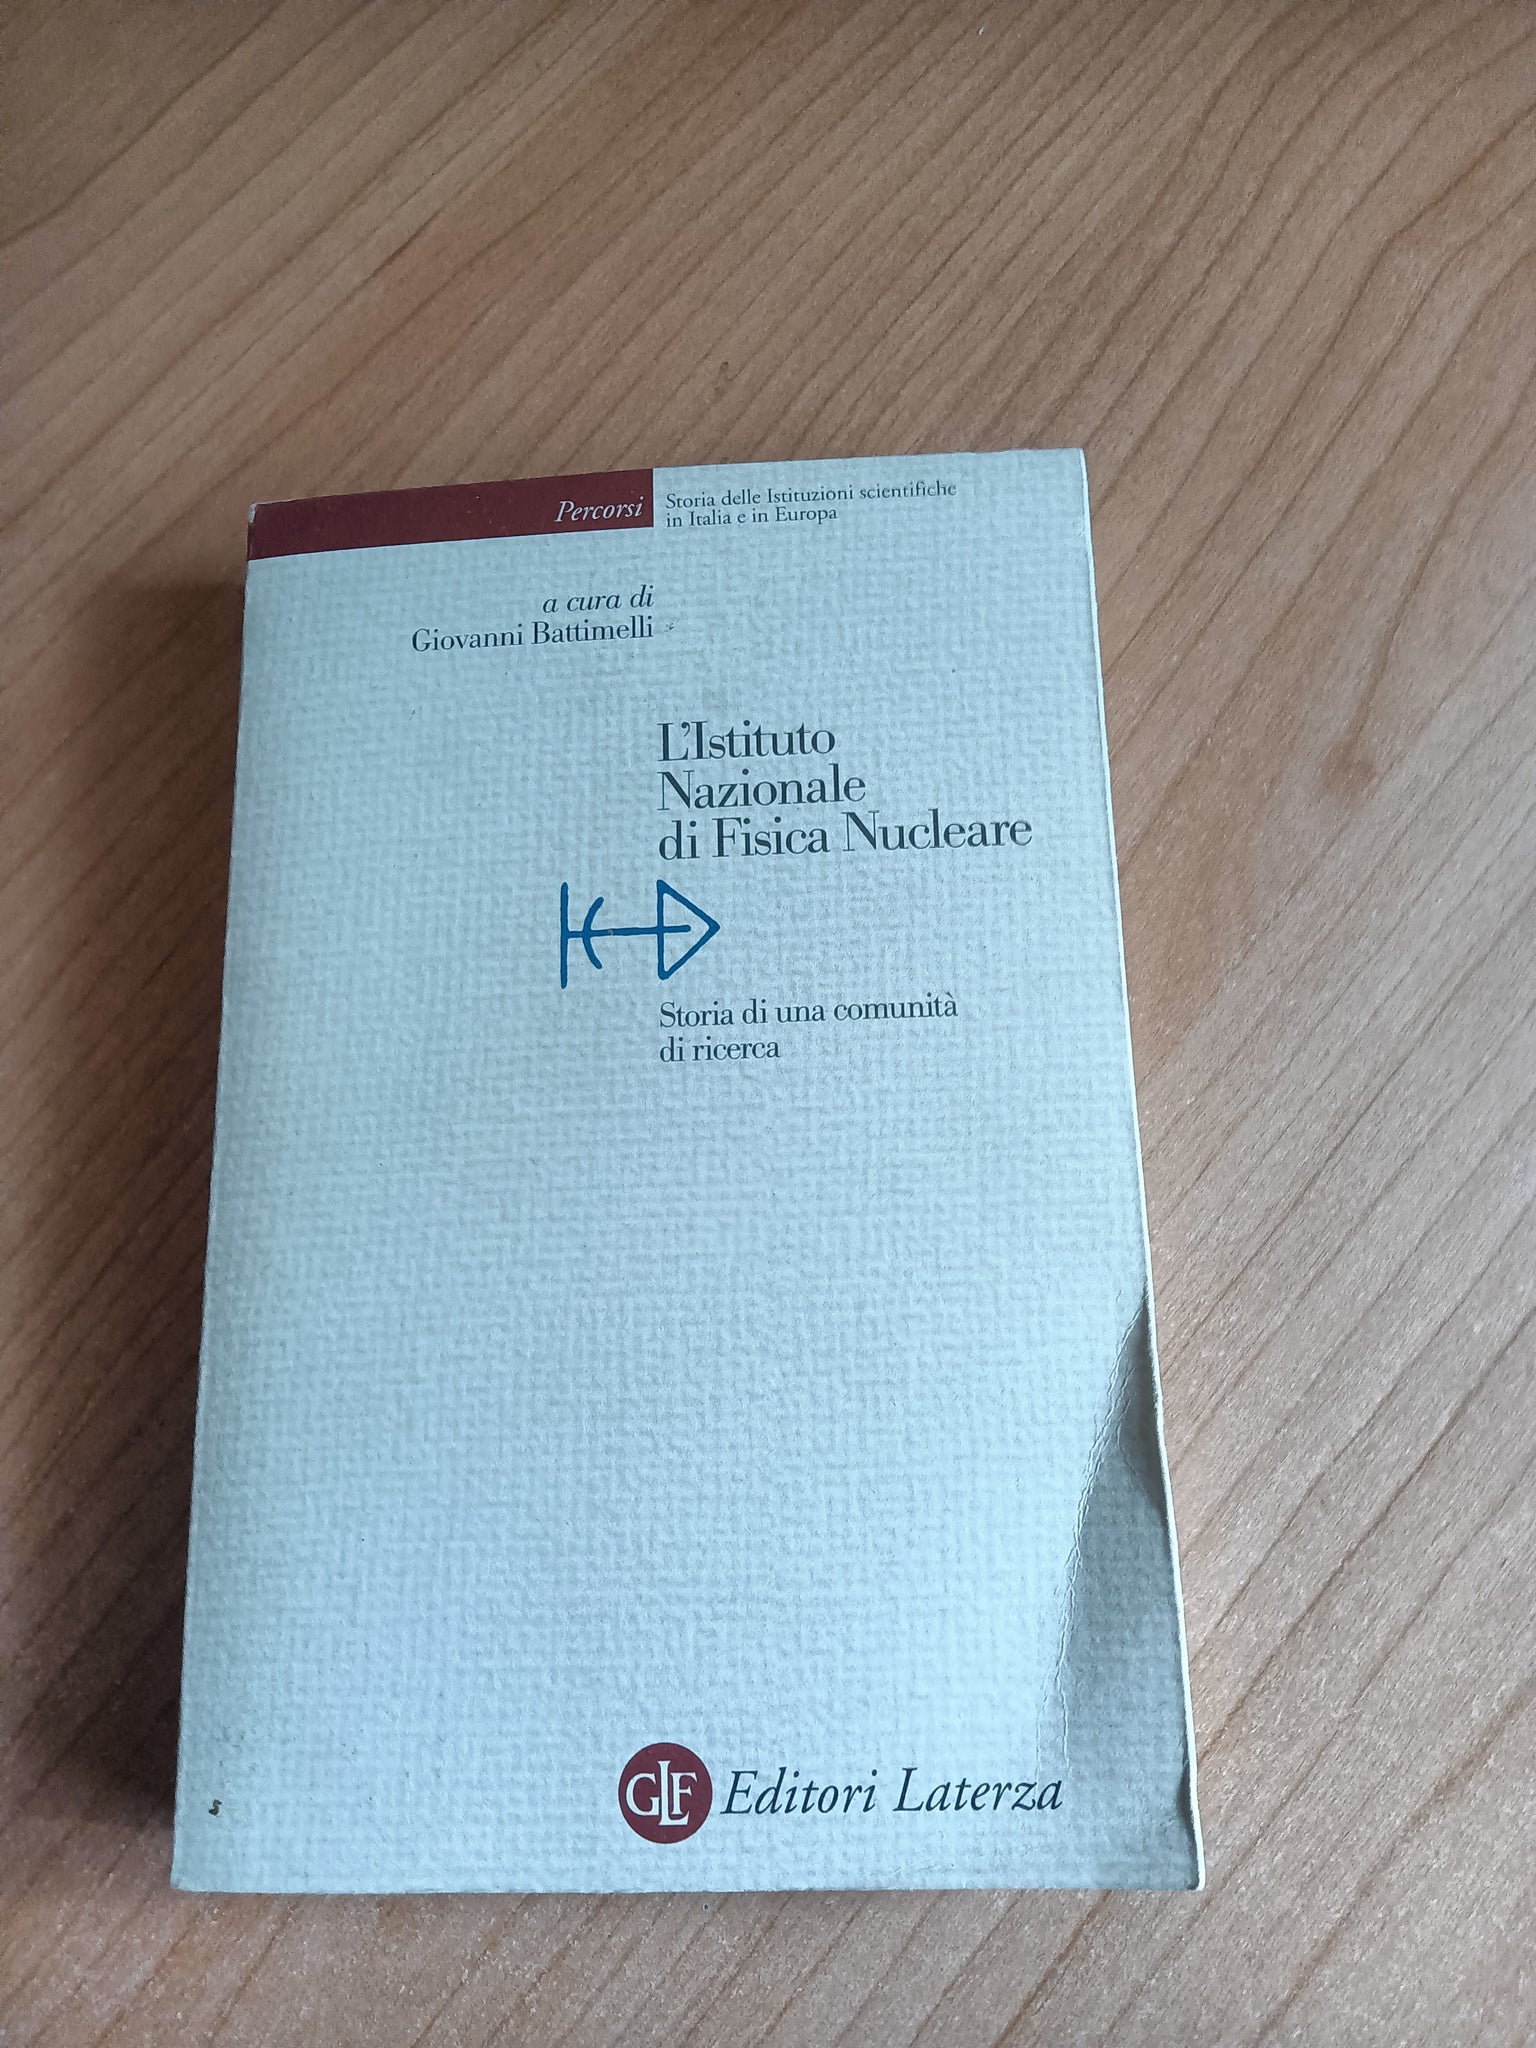 Percorsi
Storia delle Istituzioni scientifiche
in Italia e in Europa
a cura di
Giovanni Battimelli
L'Istituto
Nazionale
di Fisica Nucleare
Storia di una comunità
di ricerca
GLF Editori Laterza